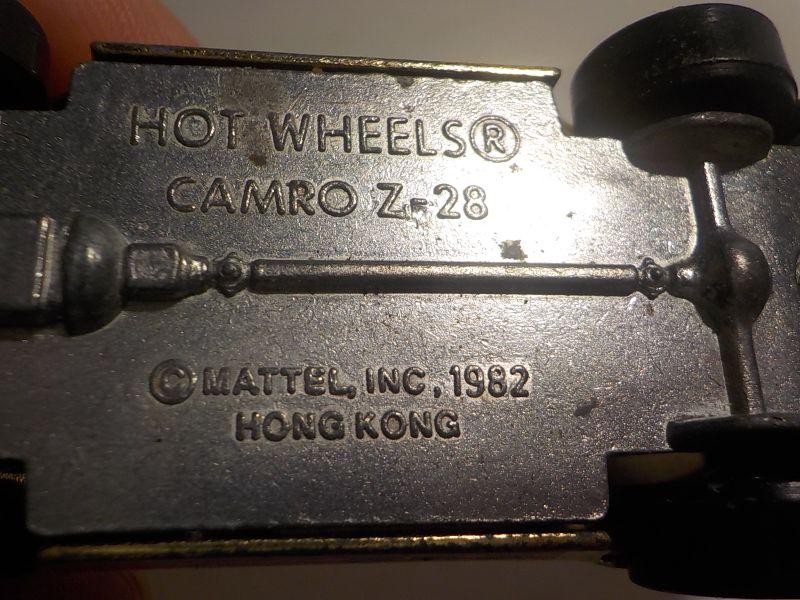 HOT WHEELS®
CAMRO Z-28
© MATTEL, INC, 1982
HONG KONG